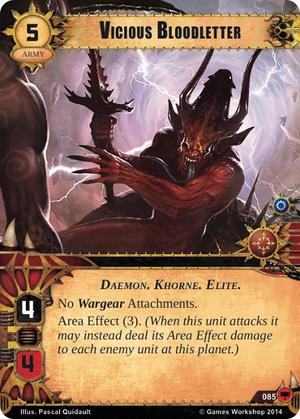 5
ARMY
Vicious Bloodletter
Daemon. Khorne. Elite.
No Wargear Attachments.
Area Effect (3). (When this unit attacks it
may instead deal its Area Effect damage
to each enemy unit at this planet.)
4
4
085
Illus. Pascal Quidault
© Games Workshop 2014